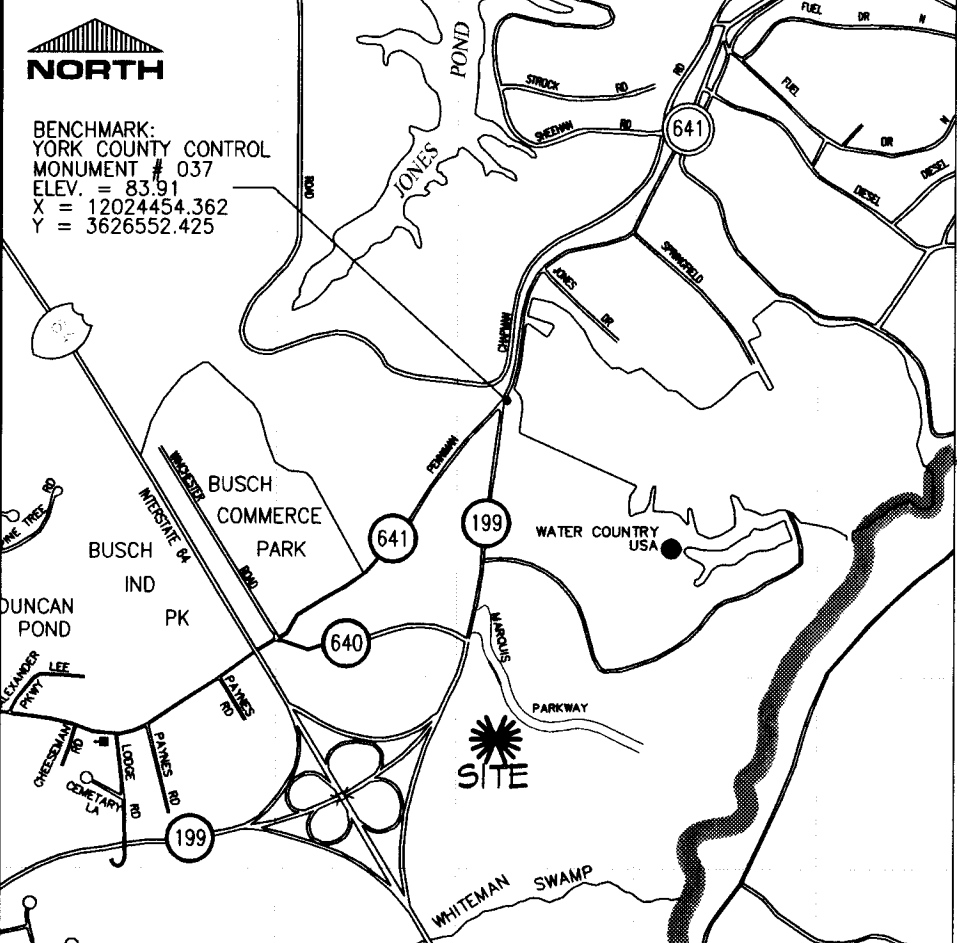 NORTH
BENCHMARK:
YORK COUNTY CONTROL
MONUMENT # 037
ELEV. = 83.91
X = 12024454.362
Y = 3626552.425
POND
JONES
ROAD
FUEL DR N
STROCK RD
SHEEHAN RD
RD
641
FUEL
DR
N
DIESEL
DIESEL
SPRINGFIELD
JONES
DR
CHAPMAN
PENNIMAN
WINCHESTER
ROAD
INTERSTATE 64
BUSCH
COMMERCE
PARK
641
199
WATER COUNTRY
USA
PINE TREE RD
BUSCH
IND
PK
DUNCAN
POND
640
MARQUIS
PARKWAY
ALEXANDER
LEE
PKWY
PAYNES
RD
SITE
CHEESEMAN
RD
LODGE
RD
PAYNES
RD
CEMETARY
LA
199
WHITEMAN SWAMP